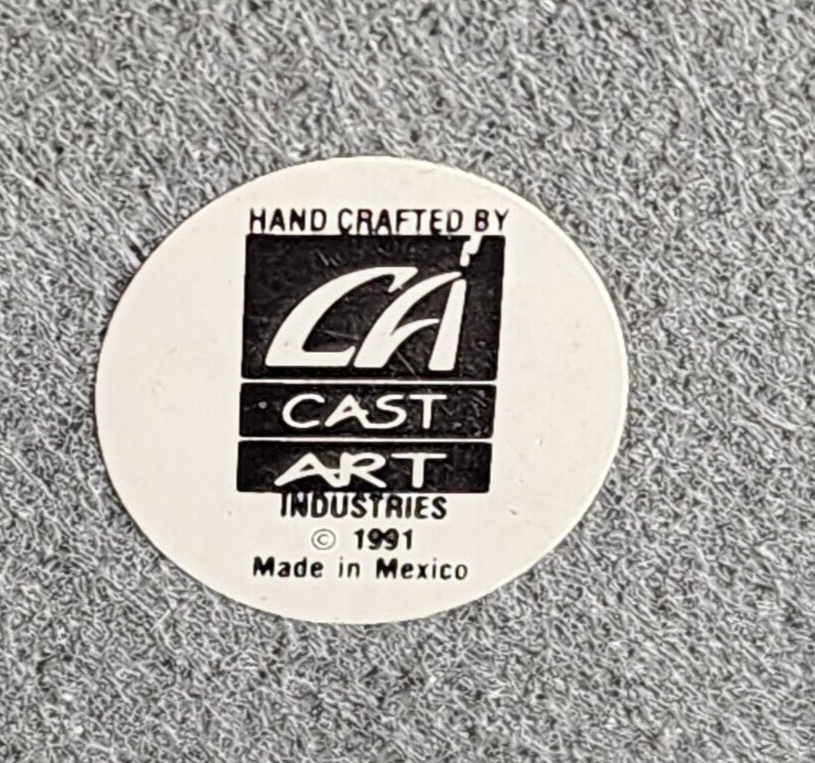 HAND CRAFTED BY
CA
CAST
ART
INDUSTRIES
© 1991
Made in Mexico